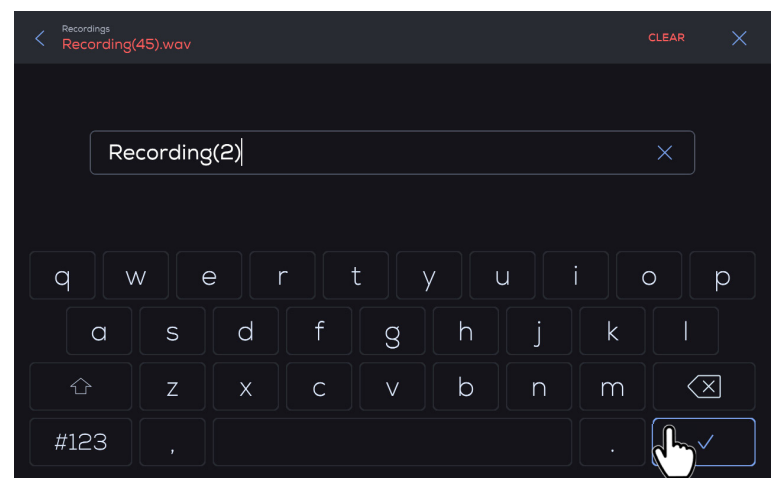 Recordings
Recording(45).wav
CLEAR
Recording(2)
q w e r t y u i o p
a s d f g h j k l
z x c v b n m
#123 , .